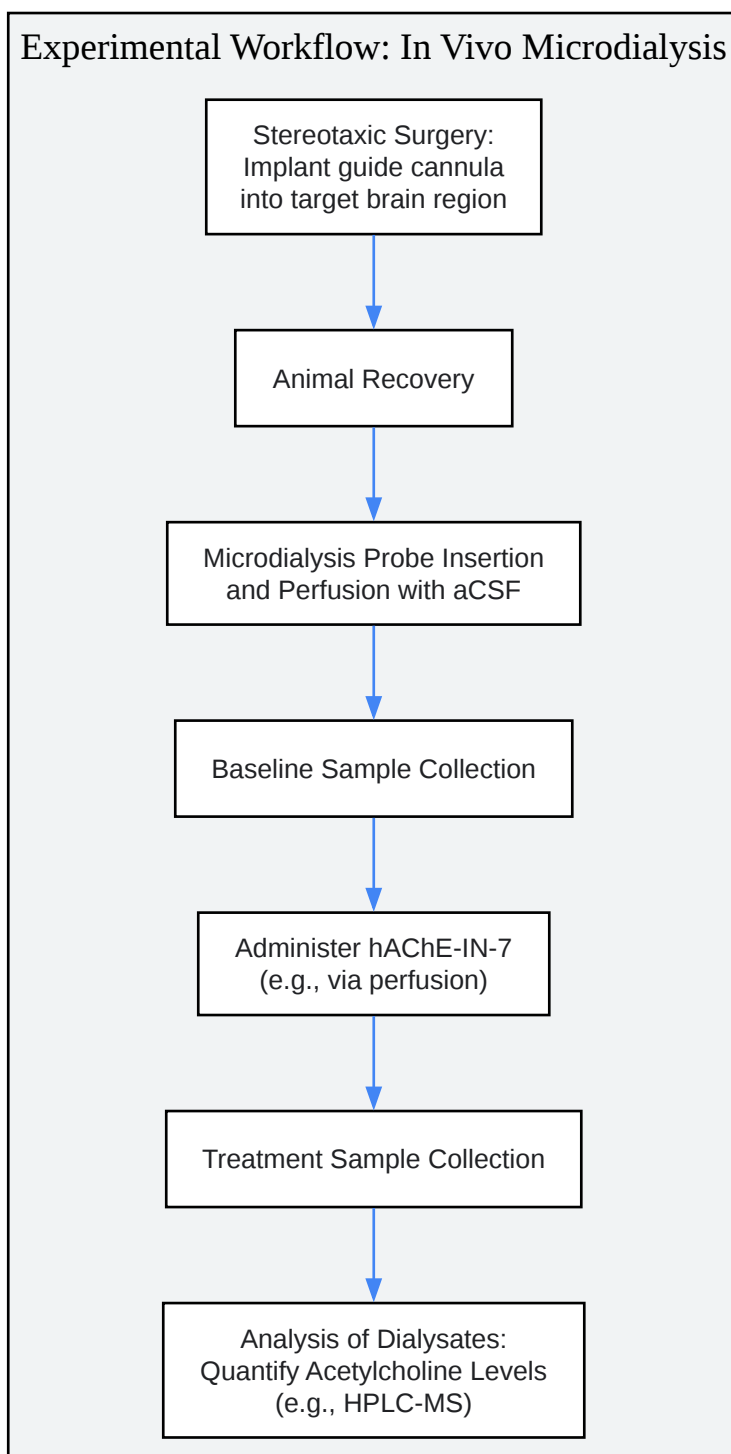 Experimental Workflow: In Vivo Microdialysis
Stereotaxic Surgery:
Implant guide cannula
into target brain region
Animal Recovery
Microdialysis Probe Insertion
and Perfusion with aCSF
Baseline Sample Collection
Administer hAChE-IN-7
(e.g., via perfusion)
Treatment Sample Collection
Analysis of Dialysates:
Quantify Acetylcholine Levels
(e.g., HPLC-MS)